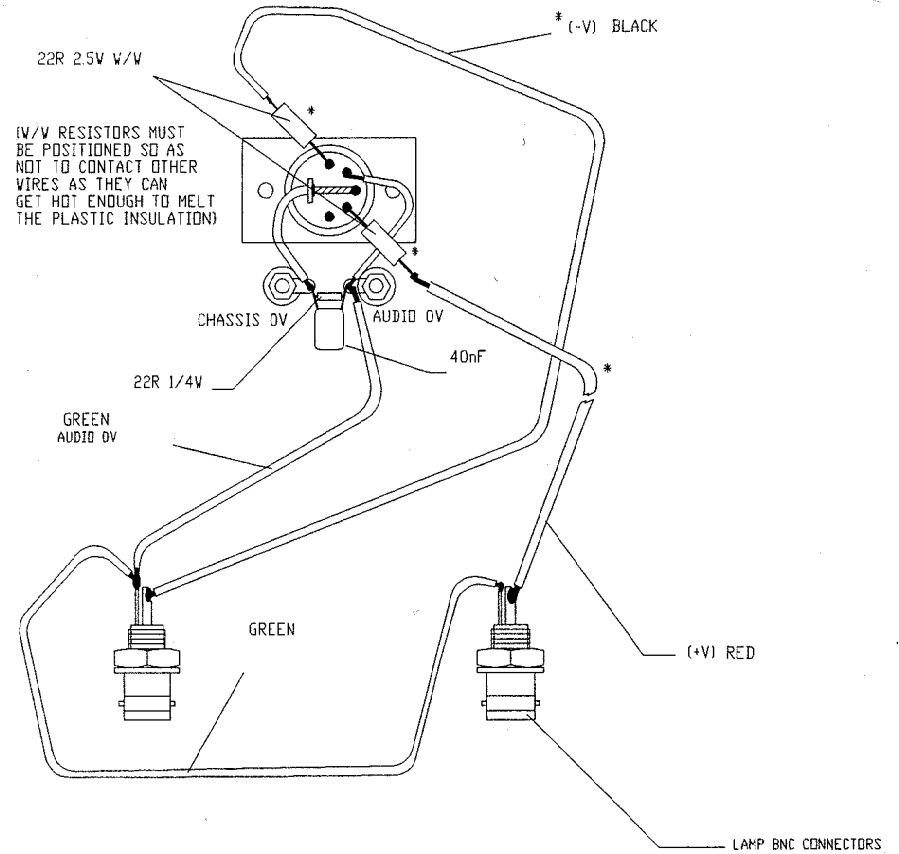 * (-V) BLACK
22R 2.5W W/W
*
(W/W RESISTORS MUST
BE POSITIONED SO AS
NOT TO CONTACT OTHER
WIRES AS THEY CAN
GET HOT ENOUGH TO MELT
THE PLASTIC INSULATION)
*
CHASSIS 0V
AUDIO 0V
40nF
*
22R 1/4W
GREEN
AUDIO 0V
GREEN
(+V) RED
LAMP BNC CONNECTORS